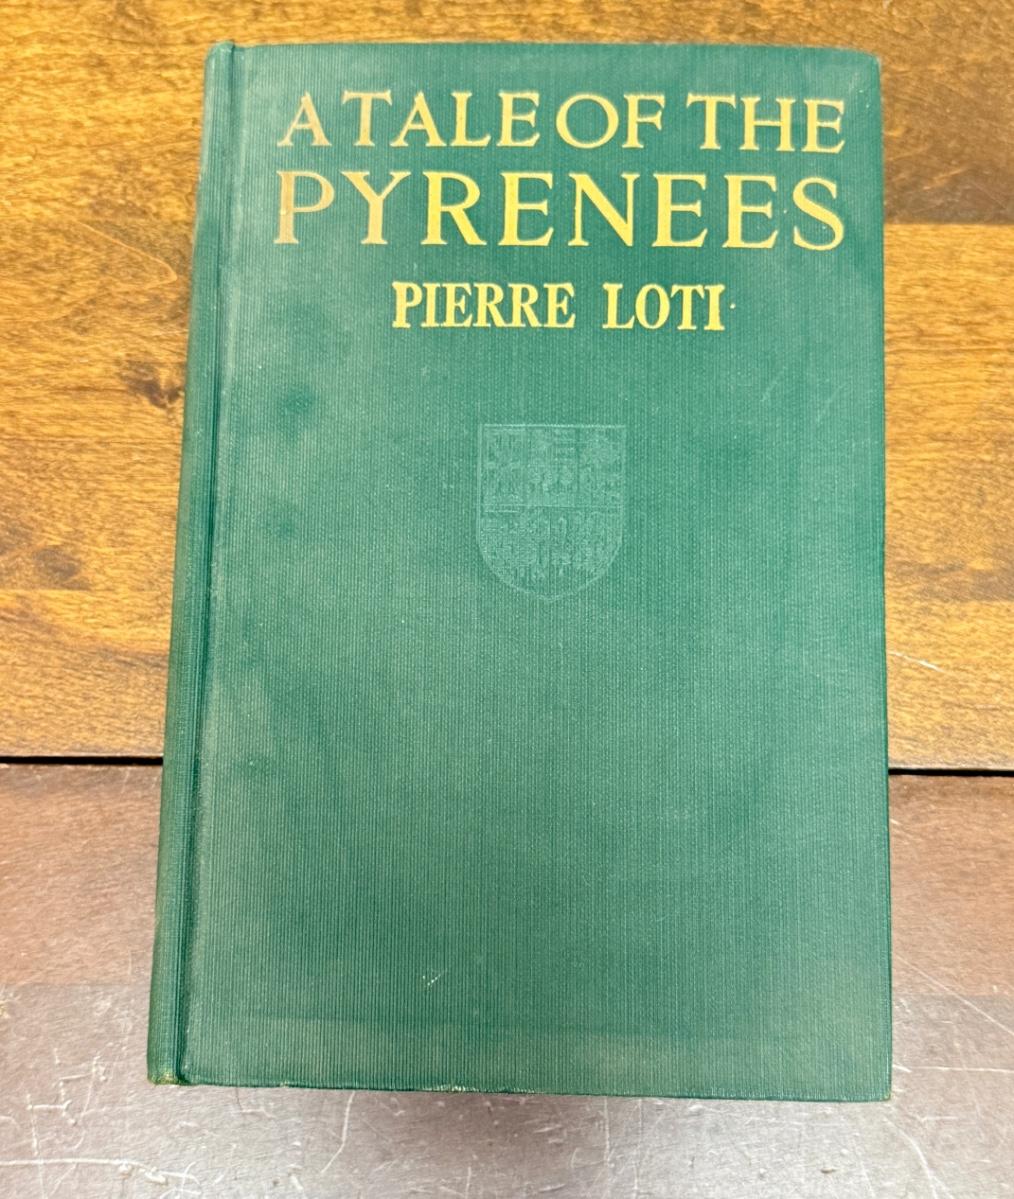 A TALE OF THE
PYRENEES
PIERRE LOTI